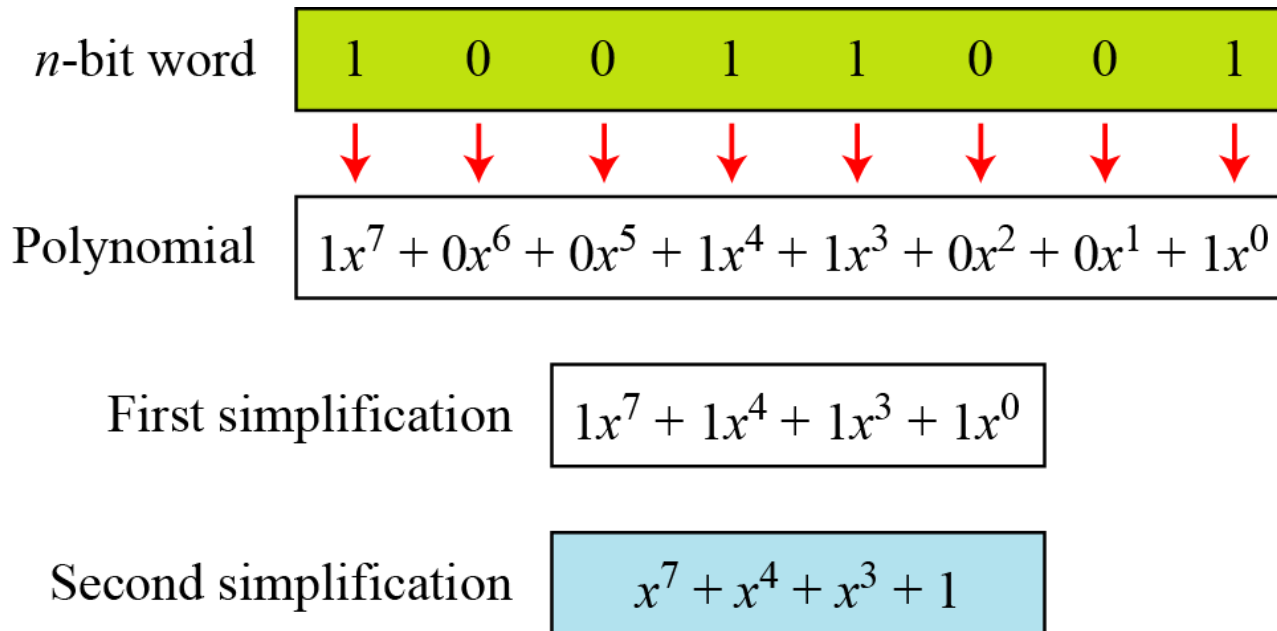 n-bit word 1 0 0 1 1 0 0 1
Polynomial 1x⁷ + 0x⁶ + 0x⁵ + 1x⁴ + 1x³ + 0x² + 0x¹ + 1x⁰
First simplification 1x⁷ + 1x⁴ + 1x³ + 1x⁰
Second simplification x⁷ + x⁴ + x³ + 1